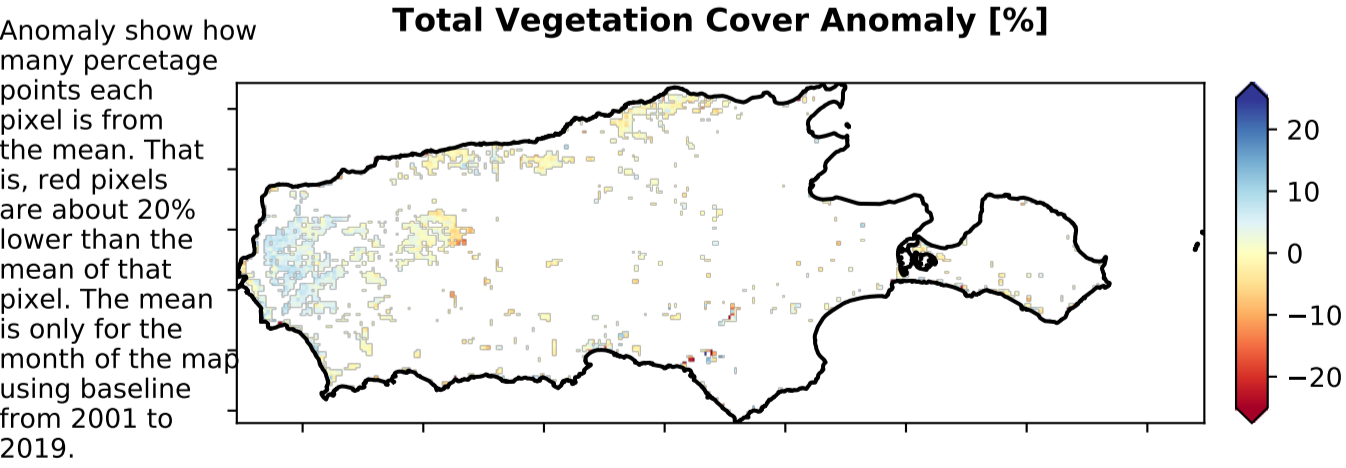 Total Vegetation Cover Anomaly [%]
Anomaly show how
many percetage
points each
pixel is from
the mean. That
is, red pixels
are about 20%
lower than the
mean of that
pixel. The mean
is only for the
month of the map
using baseline
from 2001 to
2019.
20
10
0
−10
−20